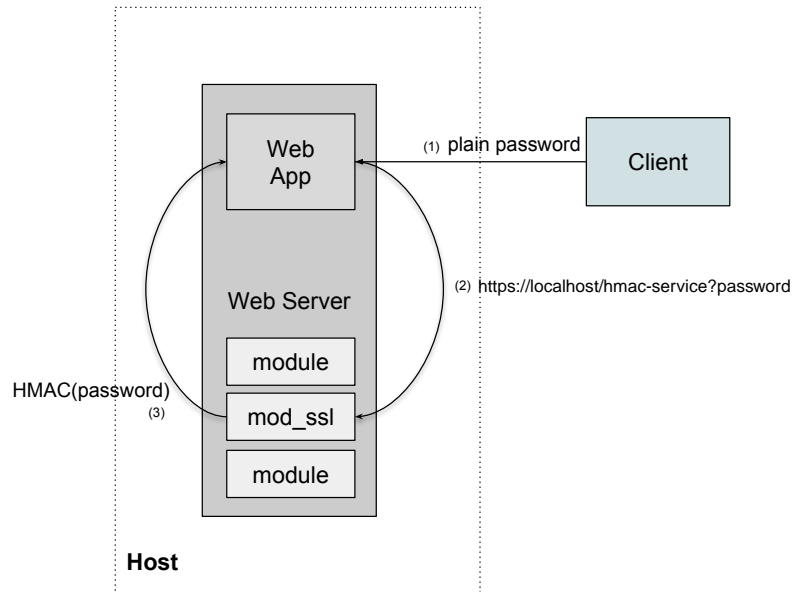 Web
App
(1) plain password
Client
(2) https://localhost/hmac-service?password
Web Server
module
HMAC(password)
(3)
mod_ssl
module
Host